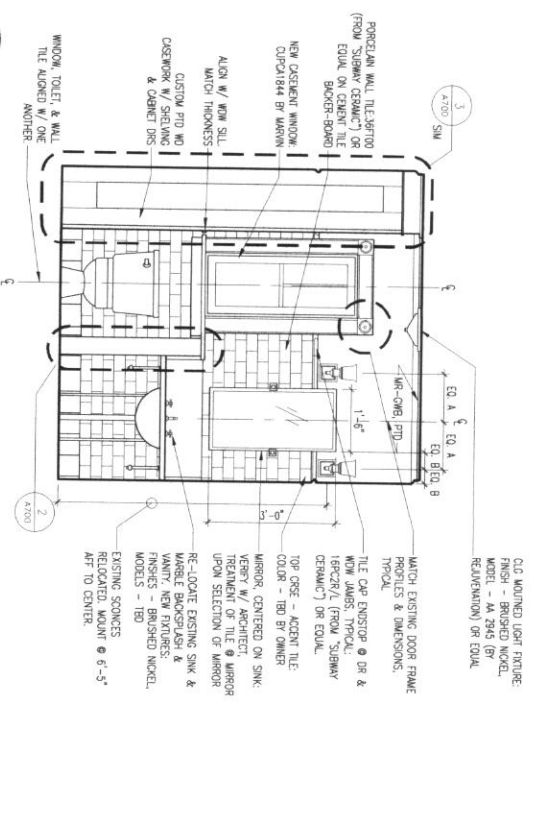 3
A700
SIM
PORCELAIN WALL TILE:36FT00
(FROM "SUBWAY CERAMIC") OR
EQUAL ON CEMENT TILE
BACKER-BOARD
NEW CASEMENT WINDOW:
CUPCA1844 BY MARVIN
ALIGN W/ WDW SILL:
MATCH THICKNESS
CUSTOM PTD WD
CASEWORK W/ SHELVING
& CABINET DRS
WINDOW, TOILET, & WALL
TILE ALIGNED W/ ONE
ANOTHER.
EQ. A
EQ. A
EQ. B
EQ. B
MR-GWB, PTD
1'-6"
3'-0"
2
A700
CLG MOUTNED LIGHT FIXTURE:
FINISH - BRUSHED NICKEL,
MODEL - AA 2945 (BY
REJUVENATION) OR EQUAL
MATCH EXISTING DOOR FRAME
PROFILES & DIMENSIONS,
TYPICAL
TILE CAP ENDSTOP @ DR &
WDW JAMBS, TYPICAL:
16PC2R/L (FROM "SUBWAY
CERAMIC") OR EQUAL.
TOP CRSE - ACCENT TILE:
COLOR - TBD BY OWNER
MIRROR, CENTERED ON SINK:
VERIFY W/ ARCHITECT,
TREATMENT OF TILE @ MIRROR
UPON SELECTION OF MIRROR
RE-LOCATE EXISTING SINK &
MARBLE BACKSPLASH &
VANITY. NEW FIXTURES:
FINSHES - BRUSHED NICKEL,
MODELS - TBD
EXISTING SCONCES
RELOCATED. MOUNT @ 6'-5"
AFF TO CENTER.